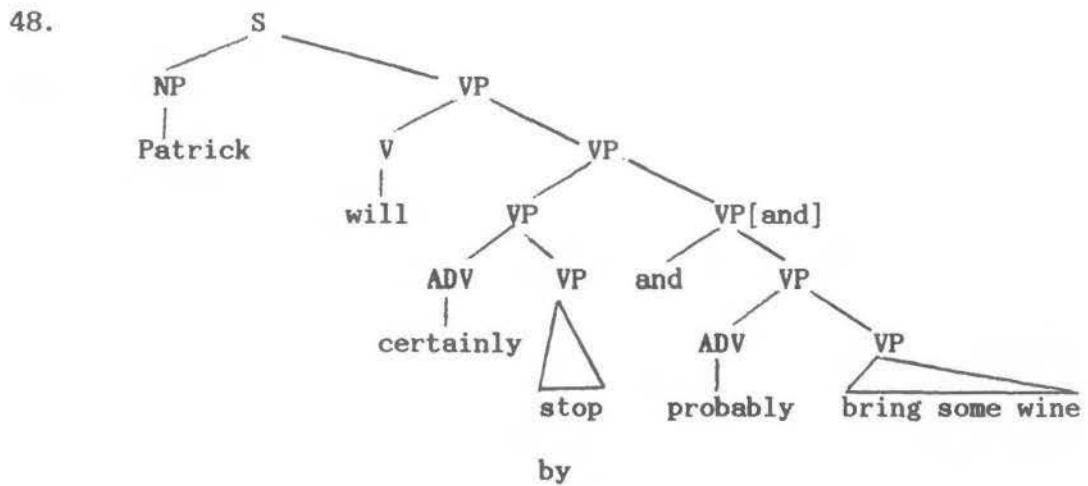 48. S
NP VP
Patrick V VP
will VP VP[and]
ADV VP and VP
certainly ADV VP
stop probably bring some wine
by